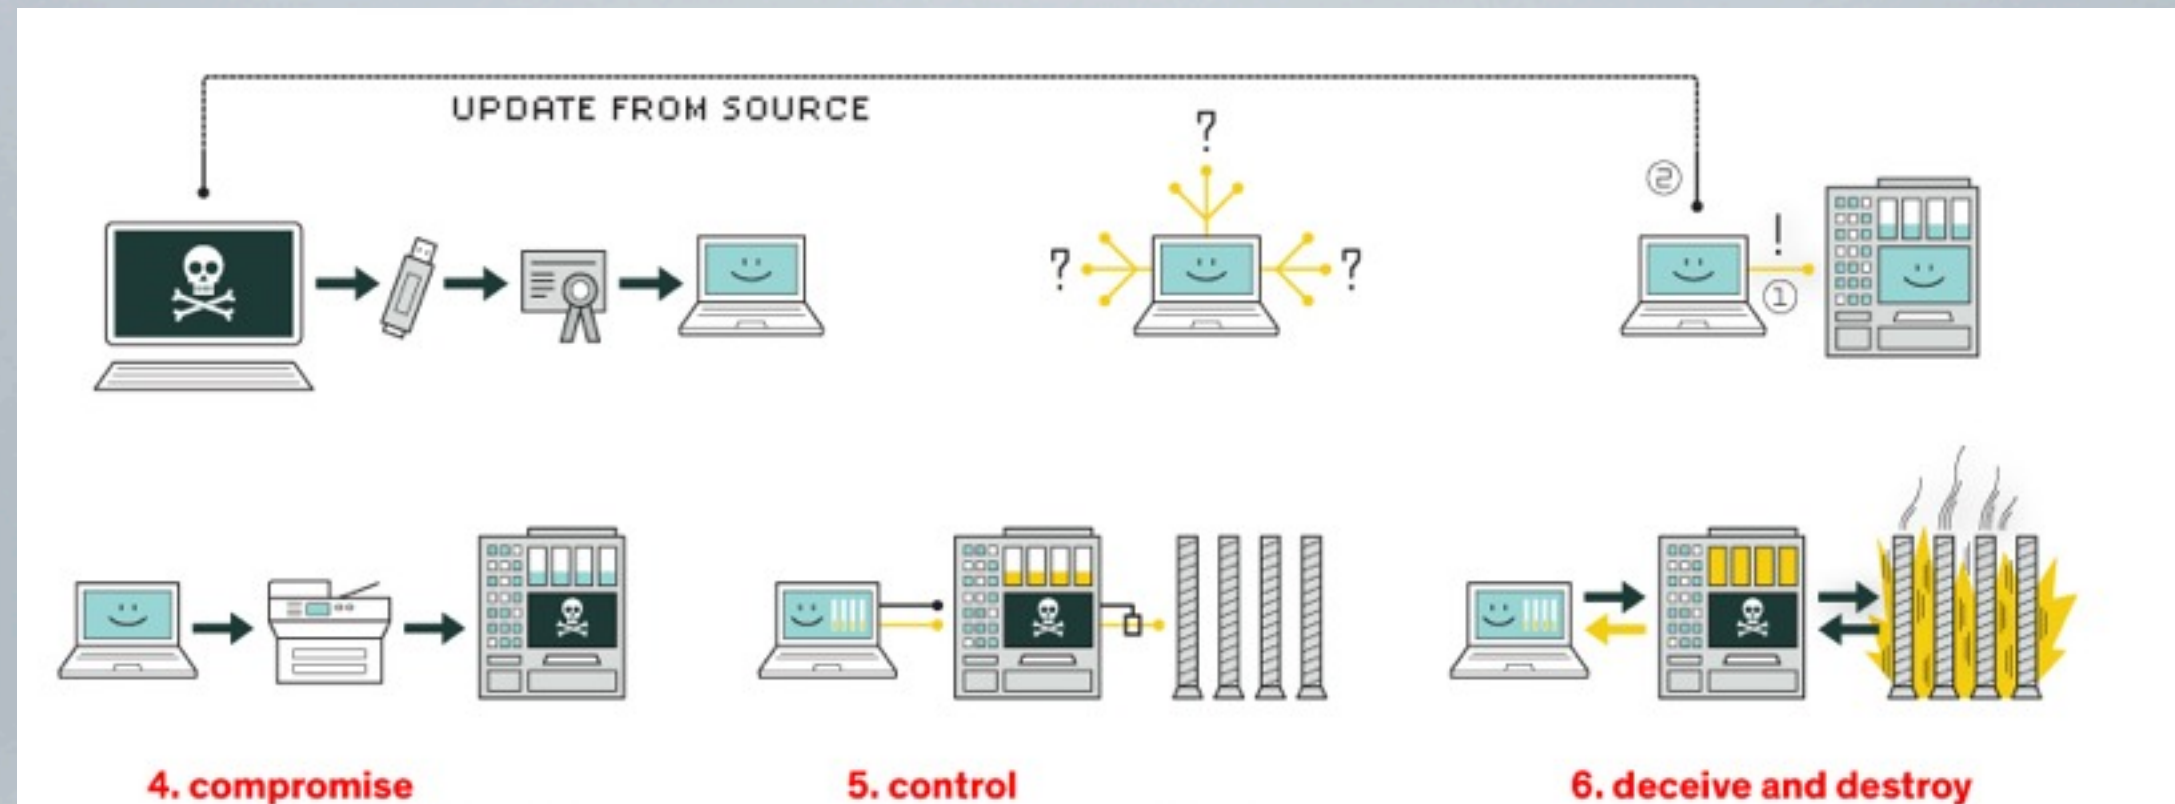 UPDATE FROM SOURCE
?
? ?
2
!
1
4. compromise
5. control
6. deceive and destroy